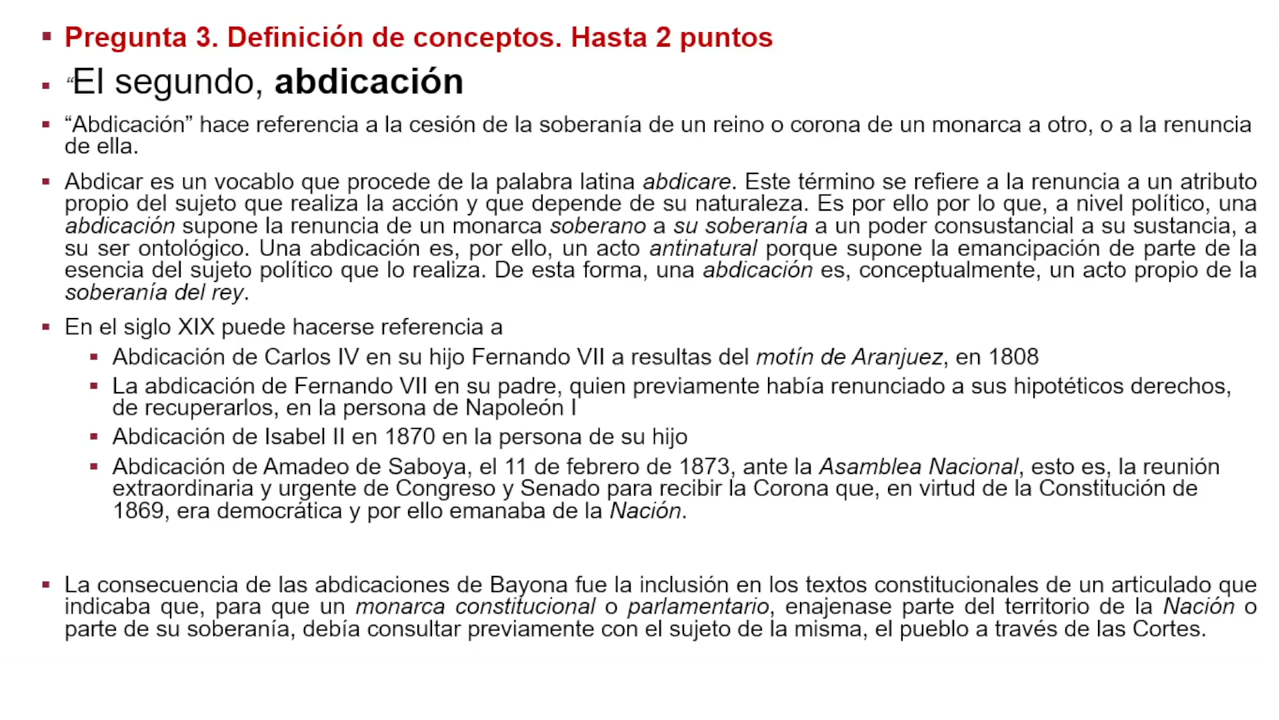 Pregunta 3. Definición de conceptos. Hasta 2 puntos
“El segundo, abdicación
“Abdicación” hace referencia a la cesión de la soberanía de un reino o corona de un monarca a otro, o a la renuncia
de ella.
Abdicar es un vocablo que procede de la palabra latina abdicare. Este término se refiere a la renuncia a un atributo
propio del sujeto que realiza la acción y que depende de su naturaleza. Es por ello por lo que, a nivel político, una
abdicación supone la renuncia de un monarca soberano a su soberanía a un poder consustancial a su sustancia, a
su ser ontológico. Una abdicación es, por ello, un acto antinatural porque supone la emancipación de parte de la
esencia del sujeto político que lo realiza. De esta forma, una abdicación es, conceptualmente, un acto propio de la
soberanía del rey.
En el siglo XIX puede hacerse referencia a
Abdicación de Carlos IV en su hijo Fernando VII a resultas del motín de Aranjuez, en 1808
La abdicación de Fernando VII en su padre, quien previamente había renunciado a sus hipotéticos derechos,
de recuperarlos, en la persona de Napoleón I
Abdicación de Isabel II en 1870 en la persona de su hijo
Abdicación de Amadeo de Saboya, el 11 de febrero de 1873, ante la Asamblea Nacional, esto es, la reunión
extraordinaria y urgente de Congreso y Senado para recibir la Corona que, en virtud de la Constitución de
1869, era democrática y por ello emanaba de la Nación.
La consecuencia de las abdicaciones de Bayona fue la inclusión en los textos constitucionales de un articulado que
indicaba que, para que un monarca constitucional o parlamentario, enajenase parte del territorio de la Nación o
parte de su soberanía, debía consultar previamente con el sujeto de la misma, el pueblo a través de las Cortes.